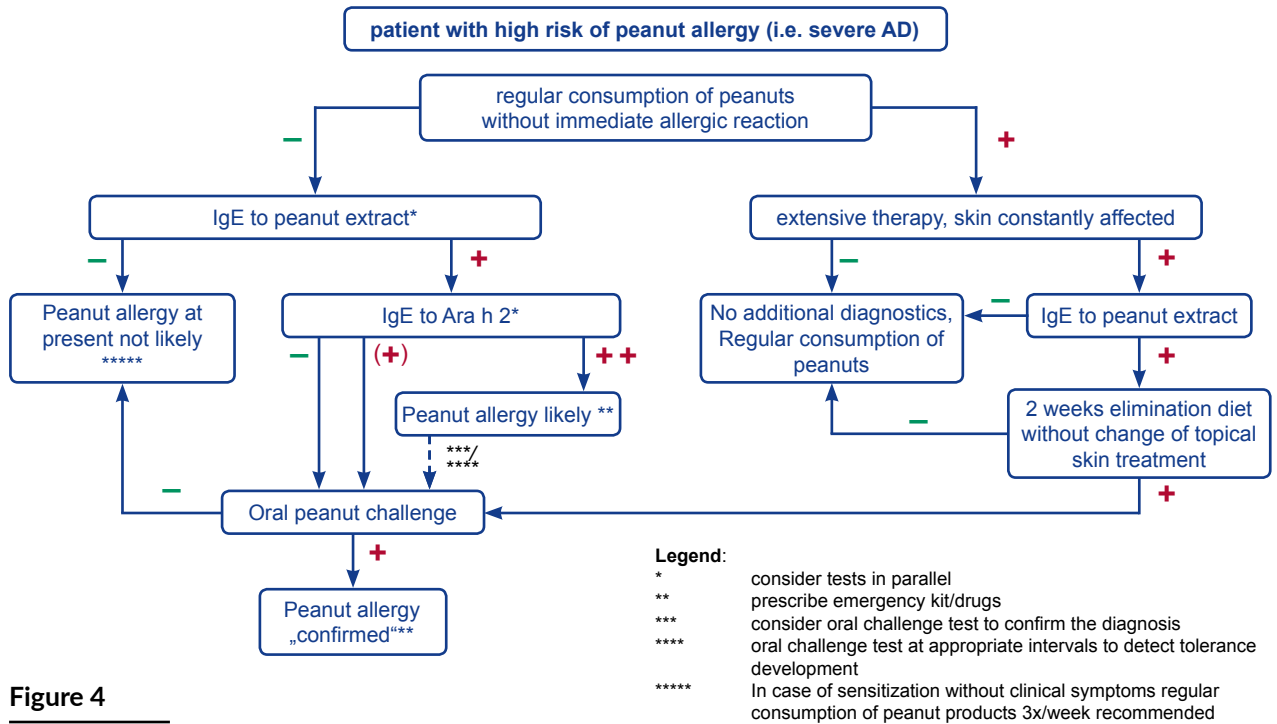 patient with high risk of peanut allergy (i.e. severe AD)
regular consumption of peanuts
without immediate allergic reaction
–
+
IgE to peanut extract*
extensive therapy, skin constantly affected
–
+
–
+
Peanut allergy at
present not likely
*****
IgE to Ara h 2*
No additional diagnostics,
Regular consumption of
peanuts
–
IgE to peanut extract
–
(+)
++
+
Peanut allergy likely **
2 weeks elimination diet
without change of topical
skin treatment
–
***/
****
–
Oral peanut challenge
+
+
Peanut allergy
„confirmed“**
Legend:
* consider tests in parallel
** prescribe emergency kit/drugs
*** consider oral challenge test to confirm the diagnosis
**** oral challenge test at appropriate intervals to detect tolerance
development
***** In case of sensitization without clinical symptoms regular
consumption of peanut products 3x/week recommended
Figure 4